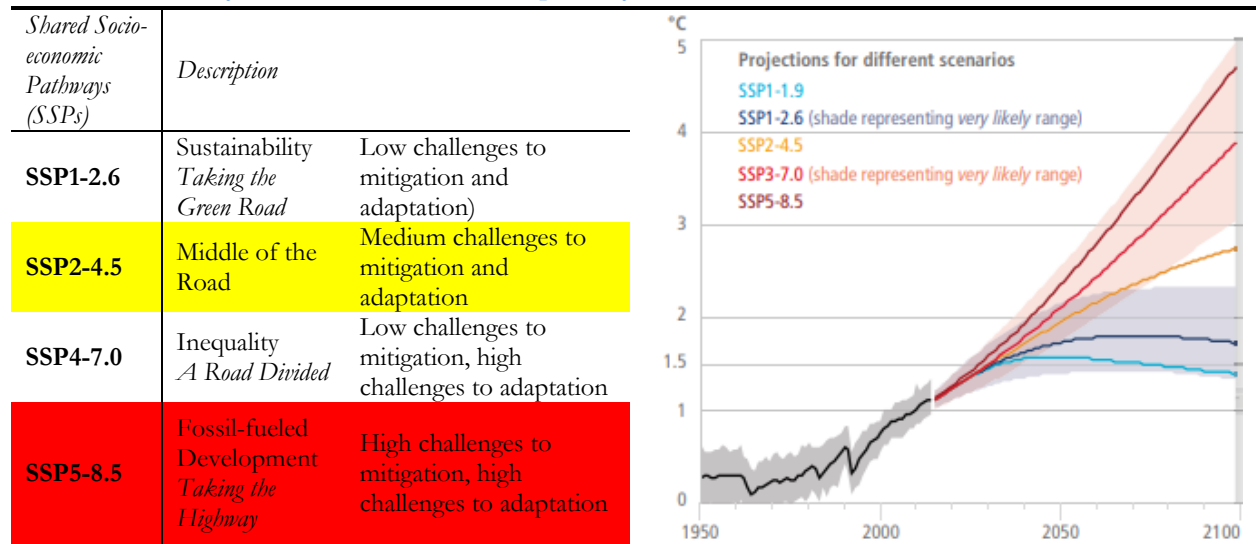 Shared Socio-
economic
Pathways
(SSPs)
Description
SSP1-2.6
Sustainability
Taking the
Green Road
Low challenges to
mitigation and
adaptation)
SSP2-4.5
Middle of the
Road
Medium challenges to
mitigation and
adaptation
SSP4-7.0
Inequality
A Road Divided
Low challenges to
mitigation, high
challenges to adaptation
SSP5-8.5
Fossil-fueled
Development
Taking the
Highway
High challenges to
mitigation, high
challenges to adaptation
°C
5
4
3
2
1.5
1
0
Projections for different scenarios
SSP1-1.9
SSP1-2.6 (shade representing very likely range)
SSP2-4.5
SSP3-7.0 (shade representing very likely range)
SSP5-8.5
1950
2000
2050
2100